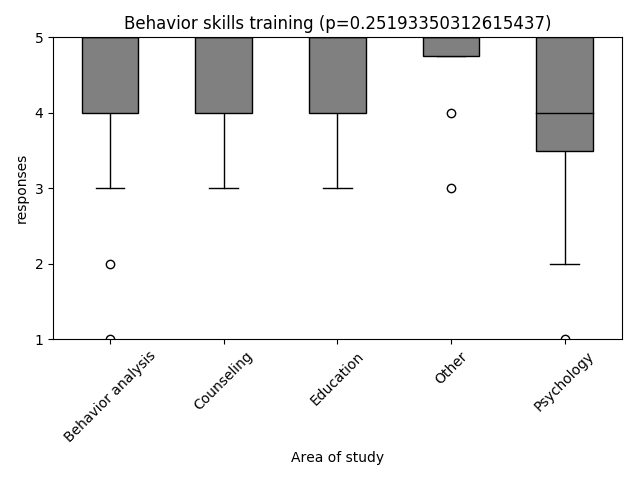 Behavior skills training (p=0.25193350312615437)
responses
5
4
3
2
1
Behavior analysis
Counseling
Education
Other
Psychology
Area of study